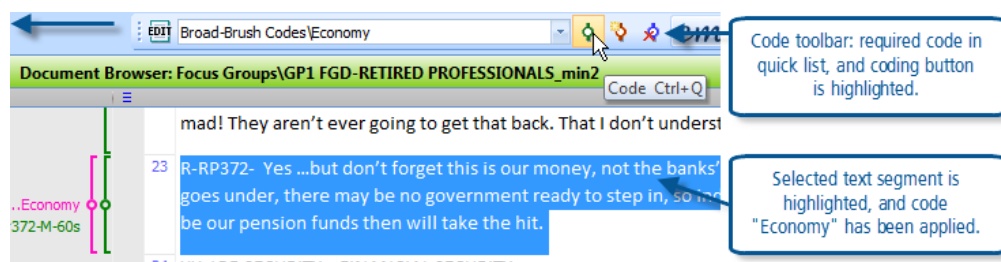 EDIT Broad-Brush Codes\Economy
Document Browser: Focus Groups\GP1 FGD-RETIRED PROFESSIONALS_min2
Code Ctrl+Q
mad! They aren’t ever going to get that back. That I don’t underst
23 R-RP372- Yes ...but don’t forget this is our money, not the banks’
goes under, there may be no government ready to step in, so
be our pension funds then will take the hit.
..Economy
372-M-60s
Code toolbar: required code in
quick list, and coding button
is highlighted.
Selected text segment is
highlighted, and code
"Economy" has been applied.